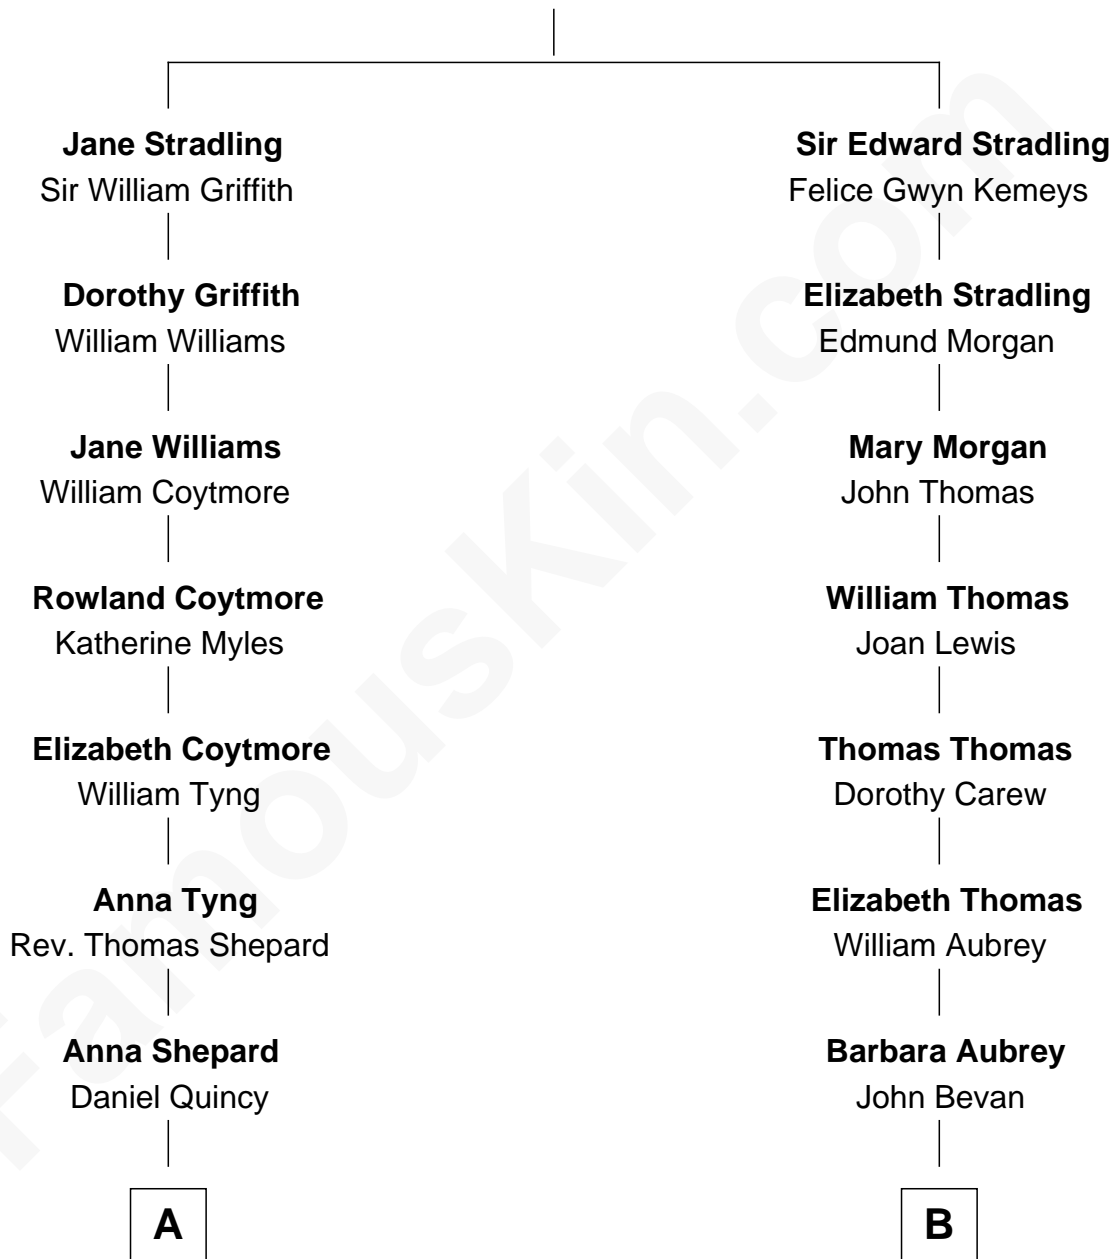 Jane Stradling
Sir William Griffith
Dorothy Griffith
William Williams
Jane Williams
William Coytmore
Rowland Coytmore
Katherine Myles
Elizabeth Coytmore
William Tyng
Anna Tyng
Rev. Thomas Shepard
Anna Shepard
Daniel Quincy
A
Sir Edward Stradling
Felice Gwyn Kemeys
Elizabeth Stradling
Edmund Morgan
Mary Morgan
John Thomas
William Thomas
Joan Lewis
Thomas Thomas
Dorothy Carew
Elizabeth Thomas
William Aubrey
Barbara Aubrey
John Bevan
B
FamousKin.com